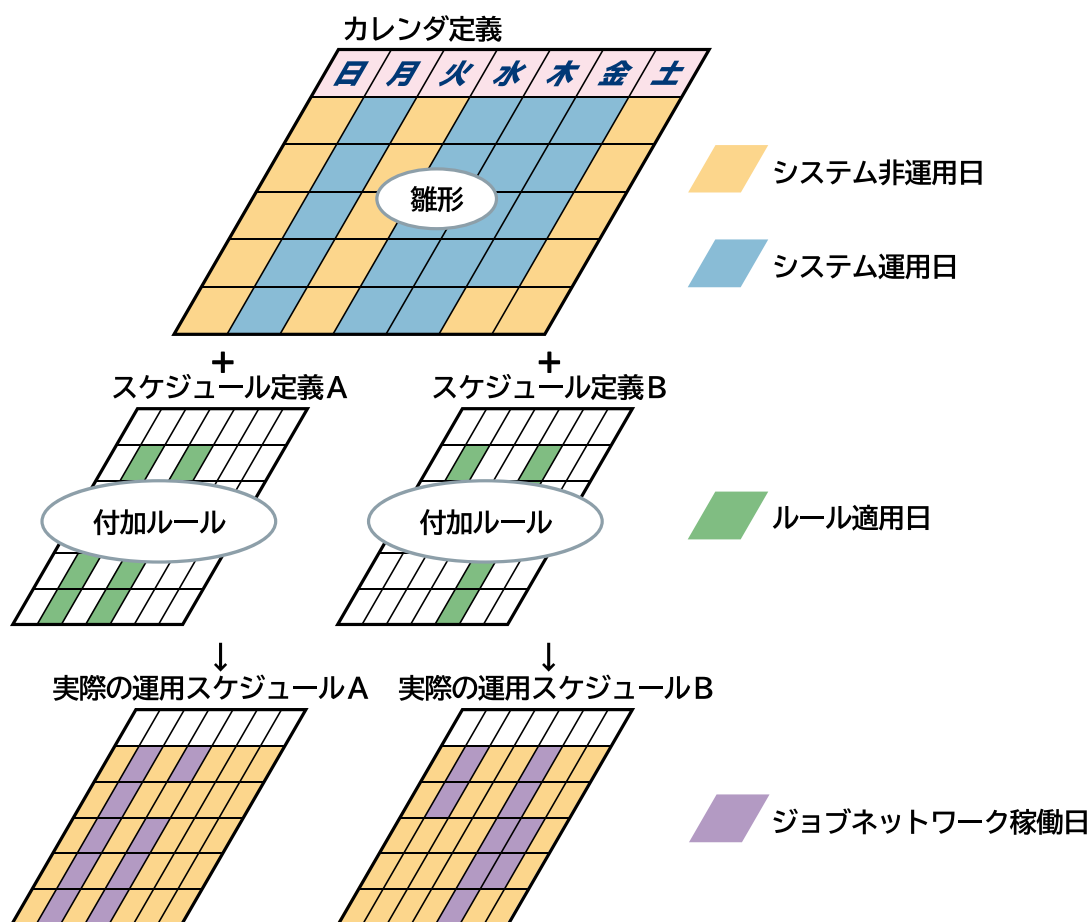 カレンダ定義
日 月 火 水 木 金 土
システム非運用日
雛形
システム運用日
+ +
スケジュール定義A スケジュール定義B
付加ルール 付加ルール
ルール適用日
↓ ↓
実際の運用スケジュールA 実際の運用スケジュールB
ジョブネットワーク稼働日